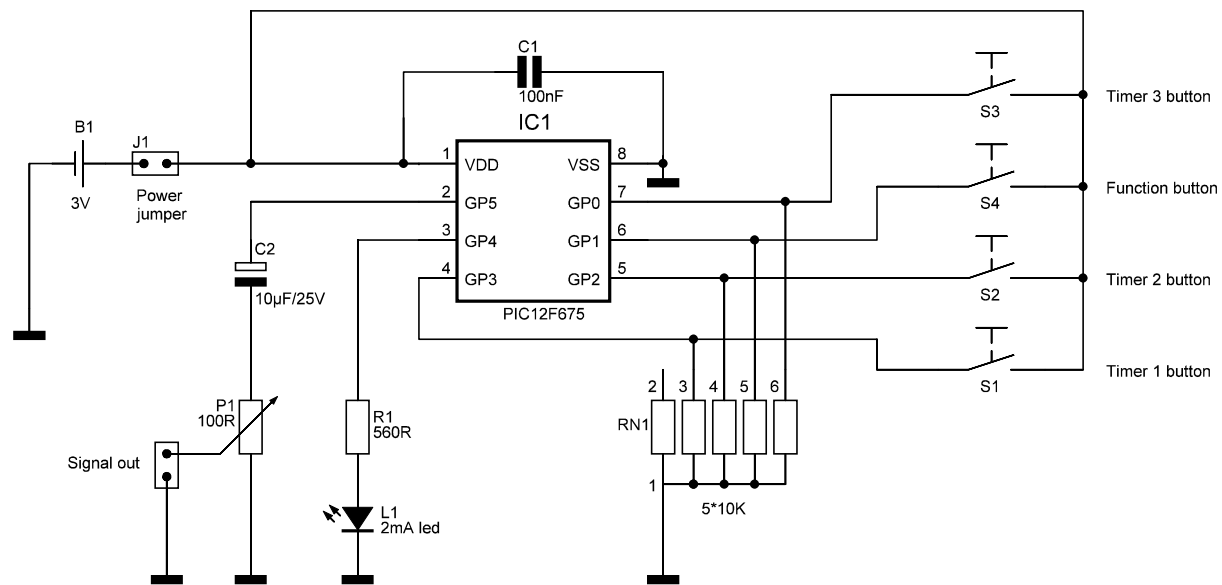 C1
100nF
IC1
S3
Timer 3 button
B1
3V
J1
Power
jumper
1
VDD
VSS
8
2
GP5
GP0
7
3
GP4
GP1
6
4
GP3
GP2
5
PIC12F675
S4
Function button
C2
10µF/25V
S2
Timer 2 button
S1
Timer 1 button
2
3
4
5
6
P1
100R
R1
560R
RN1
Signal out
1
5*10K
L1
2mA led